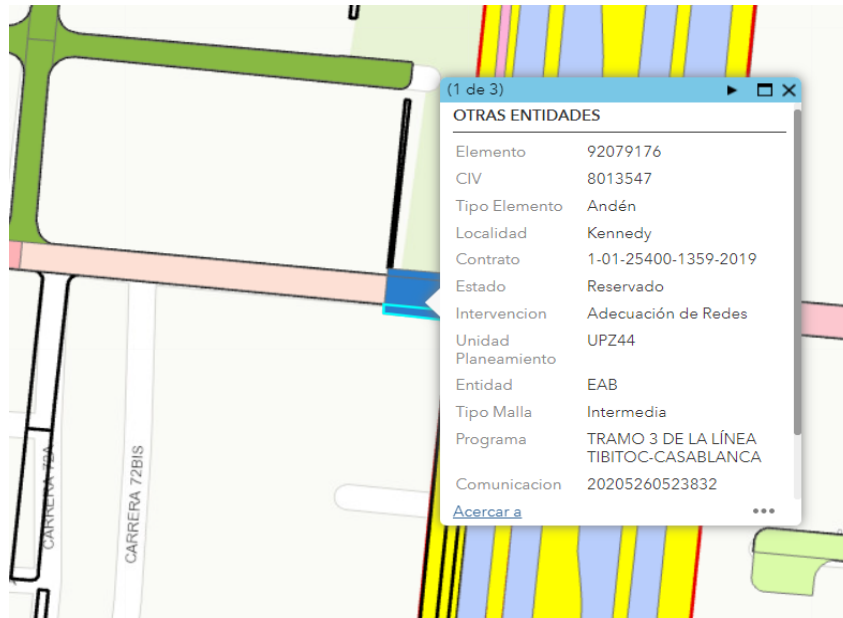 (1 de 3)
OTRAS ENTIDADES
Elemento 92079176
CIV 8013547
Tipo Elemento Andén
Localidad Kennedy
Contrato 1-01-25400-1359-2019
Estado Reservado
Intervencion Adecuación de Redes
Unidad UPZ44
Planeamiento
Entidad EAB
Tipo Malla Intermedia
Programa TRAMO 3 DE LA LÍNEA
TIBITOC-CASABLANCA
Comunicacion 20205260523832
Acercar a
CARRERA 72A
CARRERA 72BIS